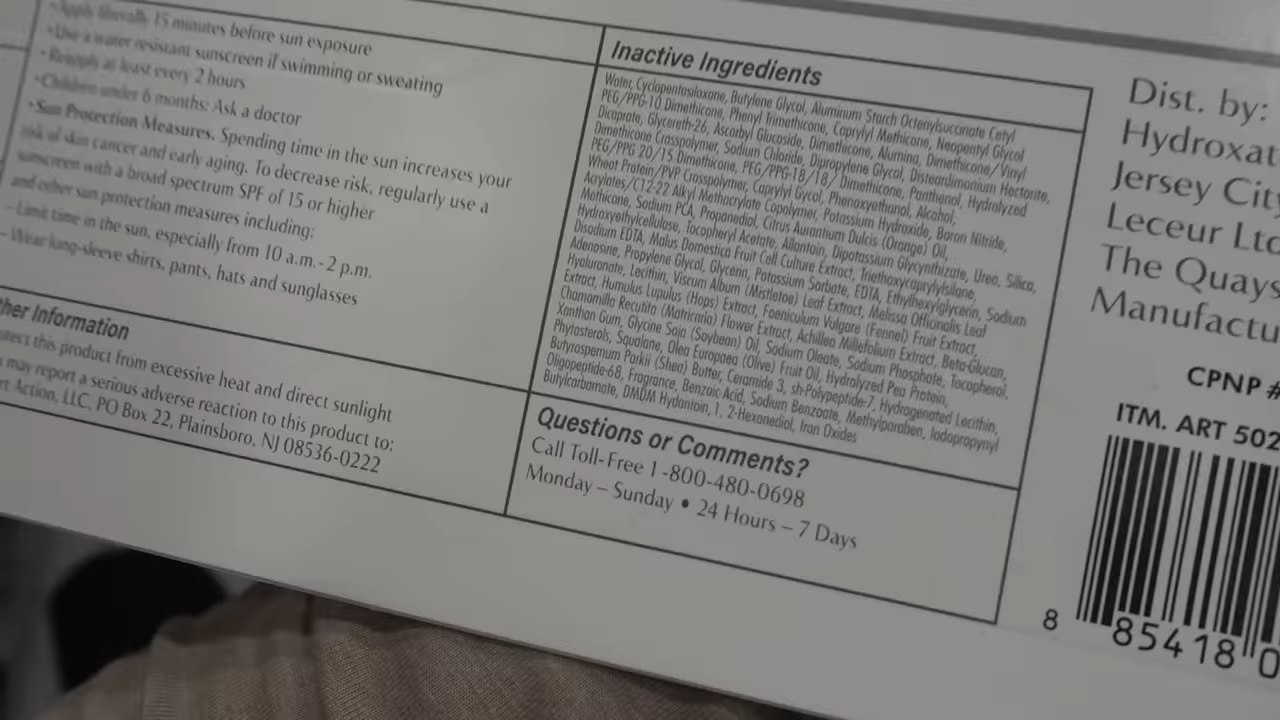 •Apply liberally 15 minutes before sun exposure
•Use a water resistant sunscreen if swimming or sweating
•Reapply at least every 2 hours
•Children under 6 months: Ask a doctor
•Sun Protection Measures. Spending time in the sun increases your
risk of skin cancer and early aging. To decrease risk, regularly use a
sunscreen with a broad spectrum SPF of 15 or higher
and other sun protection measures including:
– Limit time in the sun, especially from 10 a.m. - 2 p.m.
– Wear long-sleeve shirts, pants, hats and sunglasses
ther Information
otect this product from excessive heat and direct sunlight
may report a serious adverse reaction to this product to:
rt Action, LLC, PO Box 22, Plainsboro, NJ 08536-0222
Inactive Ingredients
Water, Cyclopentasiloxane, Butylene Glycol, Aluminum Starch Octenylsuccinate Cetyl
PEG/PPG-10 Dimethicone, Phenyl Trimethicone, Caprylyl Methicone, Neopentyl Glycol
Dicaprate, Glycereth-26, Ascorbyl Glucoside, Dimethicone, Alumina, Dimethicone/Vinyl
Dimethicone Crosspolymer, Sodium Chloride, Dipropylene Glycol, Disteardimonium Hectorite,
PEG/PPG 20/15 Dimethicone, PEG/PPG-18/18/ Dimethicone, Panthenol, Hydrolyzed
Wheat Protein/PVP Crosspolymer, Caprylyl Glycol, Phenoxyethanol, Alcohol,
Acrylates/C12-22 Alkyl Methacrylate Copolymer, Potassium Hydroxide, Boron Nitride,
Methicone, Sodium PCA, Propanediol, Citrus Aurantium Dulcis (Orange) Oil,
Hydroxyethylcellulose, Tocopheryl Acetate, Allantoin, Dipotassium Glycynthizate, Urea, Silica,
Disodium EDTA, Malus Domestica Fruit Cell Culture Extract, Triethoxycaprylylsilane,
Adenosine, Propylene Glycol, Glycerin, Potassium Sorbate, EDTA, Ethylhexylglycerin, Sodium
Hyaluronate, Lecithin, Viscum Album (Mistletoe) Leaf Extract, Melissa Officinalis Leaf
Extract, Humulus Lupulus (Hops) Extract, Foeniculum Vulgare (Fennel) Fruit Extract,
Chamomilla Recutita (Matricaria) Flower Extract, Achillea Millefolium Extract, Beta-Glucan,
Xanthan Gum, Glycine Soja (Soybean) Oil, Sodium Oleate, Sodium Phosphate, Tocopherol,
Phytosterols, Squalane, Olea Europaea (Olive) Fruit Oil, Hydrolyzed Pea Protein,
Butyrospermum Parkii (Shea) Butter, Ceramide 3, sh-Polypeptide-7, Hydrogenated Lecithin,
Oligopeptide-68, Fragrance, Benzoic Acid, Sodium Benzoate, Methylparaben, Iodopropynyl
Butylcarbamate, DMDM Hydantoin, 1, 2-Hexanediol, Iron Oxides
Questions or Comments?
Call Toll-Free 1-800-480-0698
Monday – Sunday • 24 Hours – 7 Days
Dist. by:
Hydroxat
Jersey City
Leceur Ltd
The Quays
Manufactu
CPNP #
ITM. ART 502
8 85418 0